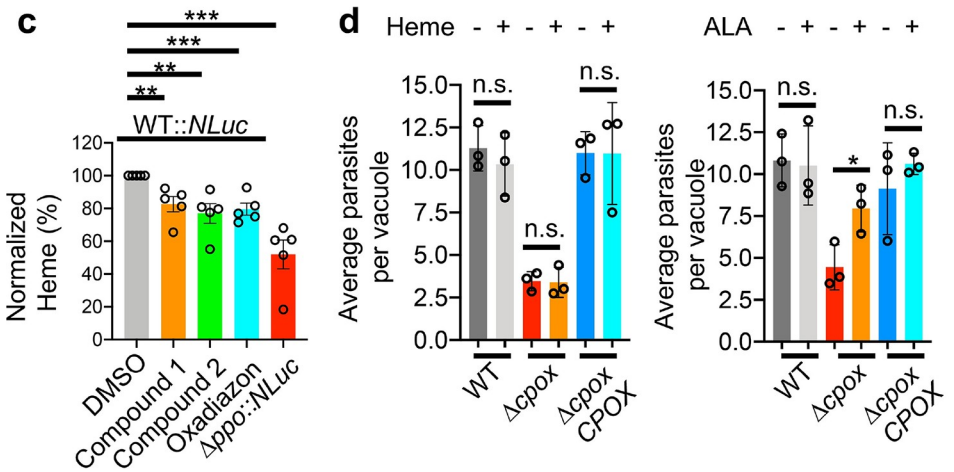 c
***
***
**
**
WT::NLuc
Normalized
Heme (%)
120
100
80
60
40
20
0
DMSO
Compound 1
Compound 2
Oxadiazon
Δppo::NLuc
d
Heme - + - + - +
Average parasites
per vacuole
15.0
12.5
10.0
7.5
5.0
2.5
0.0
n.s.
n.s.
n.s.
WT
Δcpox
Δcpox
CPOX
ALA - + - + - +
Average parasites
per vacuole
15.0
12.5
10.0
7.5
5.0
2.5
0.0
n.s.
*
n.s.
WT
Δcpox
Δcpox
CPOX